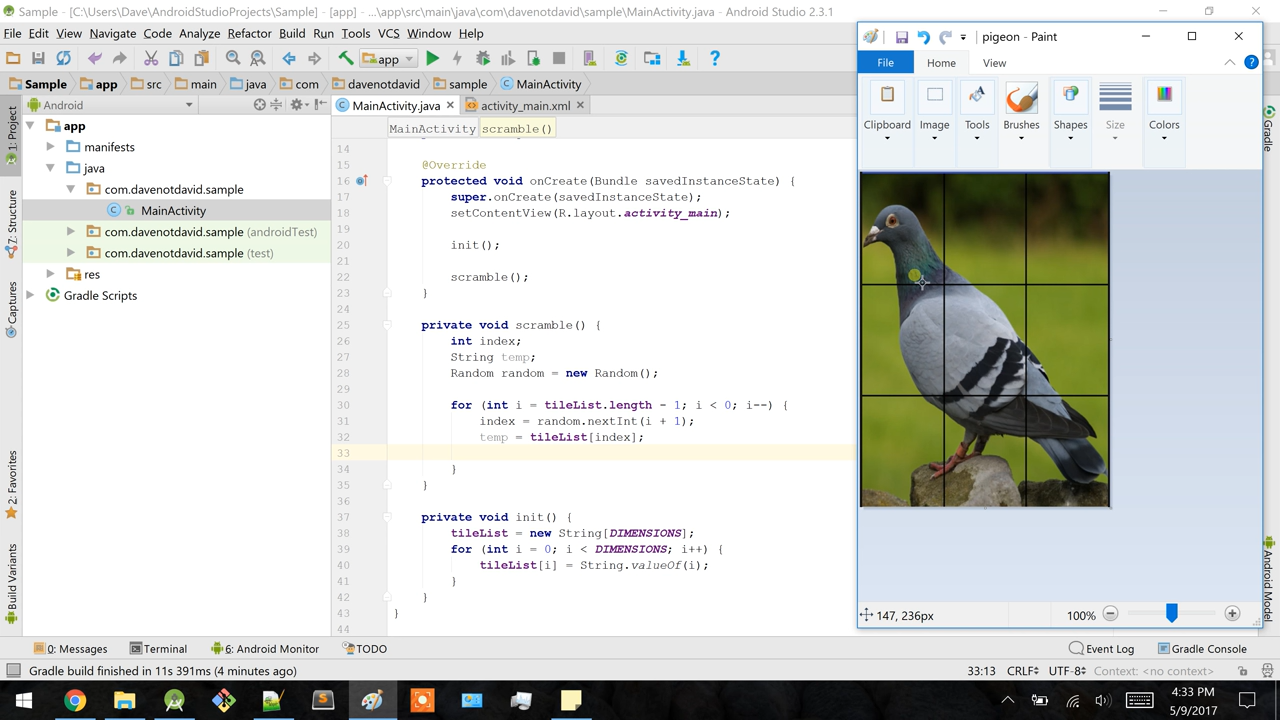 Sample - [C:\Users\Dave\AndroidStudioProjects\Sample] - [app] - ...\app\src\main\java\com\davenotdavid\sample\MainActivity.java - Android Studio 2.3.1
File Edit View Navigate Code Analyze Refactor Build Run Tools VCS Window Help
app
Sample app src main java com davenotdavid sample MainActivity
Android
MainActivity.java activity_main.xml
MainActivity scramble()
app
manifests
java
com.davenotdavid.sample
MainActivity
com.davenotdavid.sample (androidTest)
com.davenotdavid.sample (test)
res
Gradle Scripts
1: Project
Z: Structure
Captures
2: Favorites
Build Variants
14
15 @Override
16 protected void onCreate(Bundle savedInstanceState) {
17 super.onCreate(savedInstanceState);
18 setContentView(R.layout.activity_main);
19
20 init();
21
22 scramble();
23 }
24
25 private void scramble() {
26 int index;
27 String temp;
28 Random random = new Random();
29
30 for (int i = tileList.length - 1; i < 0; i--) {
31 index = random.nextInt(i + 1);
32 temp = tileList[index];
33
34 }
35 }
36
37 private void init() {
38 tileList = new String[DIMENSIONS];
39 for (int i = 0; i < DIMENSIONS; i++) {
40 tileList[i] = String.valueOf(i);
41 }
42 }
43 }
44
pigeon - Paint
File Home View
Clipboard Image Tools Brushes Shapes Size Colors
147, 236px 100%
Gradle
Android Model
0: Messages Terminal 6: Android Monitor TODO Event Log Gradle Console
Gradle build finished in 11s 391ms (4 minutes ago) 33:13 CRLF UTF-8 Context: <no context>
4:33 PM
5/9/2017